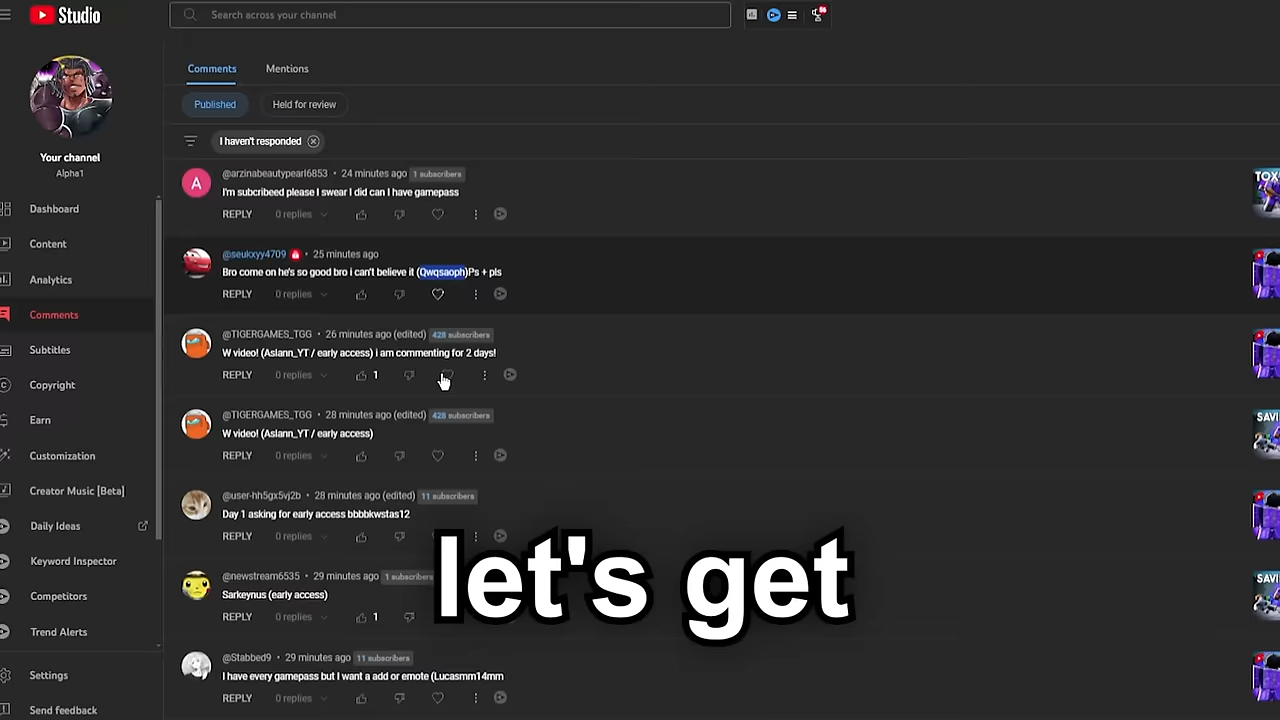 Studio
Search across your channel
Your channel
Alpha1
Dashboard
Content
Analytics
Comments
Subtitles
Copyright
Earn
Customization
Creator Music [Beta]
Daily Ideas
Keyword Inspector
Competitors
Trend Alerts
Settings
Send feedback
Comments Mentions
Published Held for review
I haven't responded
A
@arzinabeautypearl6853 • 24 minutes ago 1 subscribers
I'm subcribeed please I swear I did can I have gamepass
REPLY 0 replies
@seukxyy4709 • 25 minutes ago
Bro come on he's so good bro i can't believe it (Qwqsaoph)Ps + pls
REPLY 0 replies
@TIGERGAMES_TGG • 26 minutes ago (edited) 428 subscribers
W video! (Aslann_YT / early access) i am commenting for 2 days!
REPLY 0 replies 1
@TIGERGAMES_TGG • 28 minutes ago (edited) 428 subscribers
W video! (Aslann_YT / early access)
REPLY 0 replies
@user-hh5gx5vj2b • 28 minutes ago (edited) 11 subscribers
Day 1 asking for early access bbbbkwstas12
REPLY 0 replies
@newstream6535 • 29 minutes ago 1 subscribers
Sarkeynus (early access)
REPLY 0 replies 1
@Stabbed9 • 29 minutes ago 11 subscribers
I have every gamepass but I want a add or emote (Lucasmm14mm
REPLY 0 replies
let's get